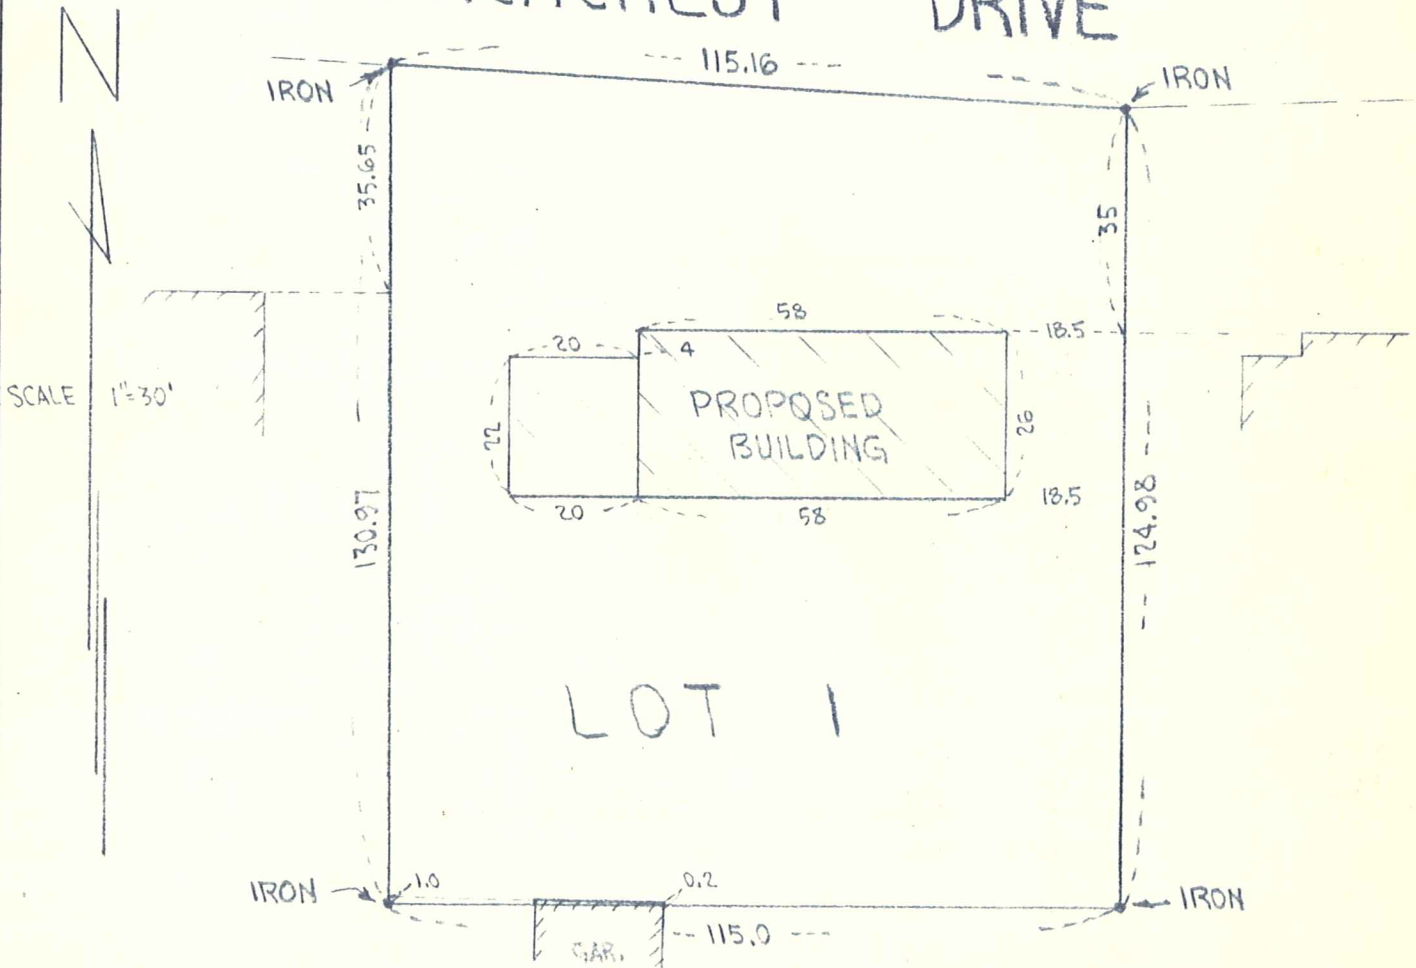 DRIVE
N
115.16
IRON
IRON
35.65
35
58
18.5
20
4
SCALE 1"=30'
PROPOSED
BUILDING
22
26
20
58
18.5
130.97
124.98
LOT 1
IRON
1.0
0.2
IRON
115.0
GAR.